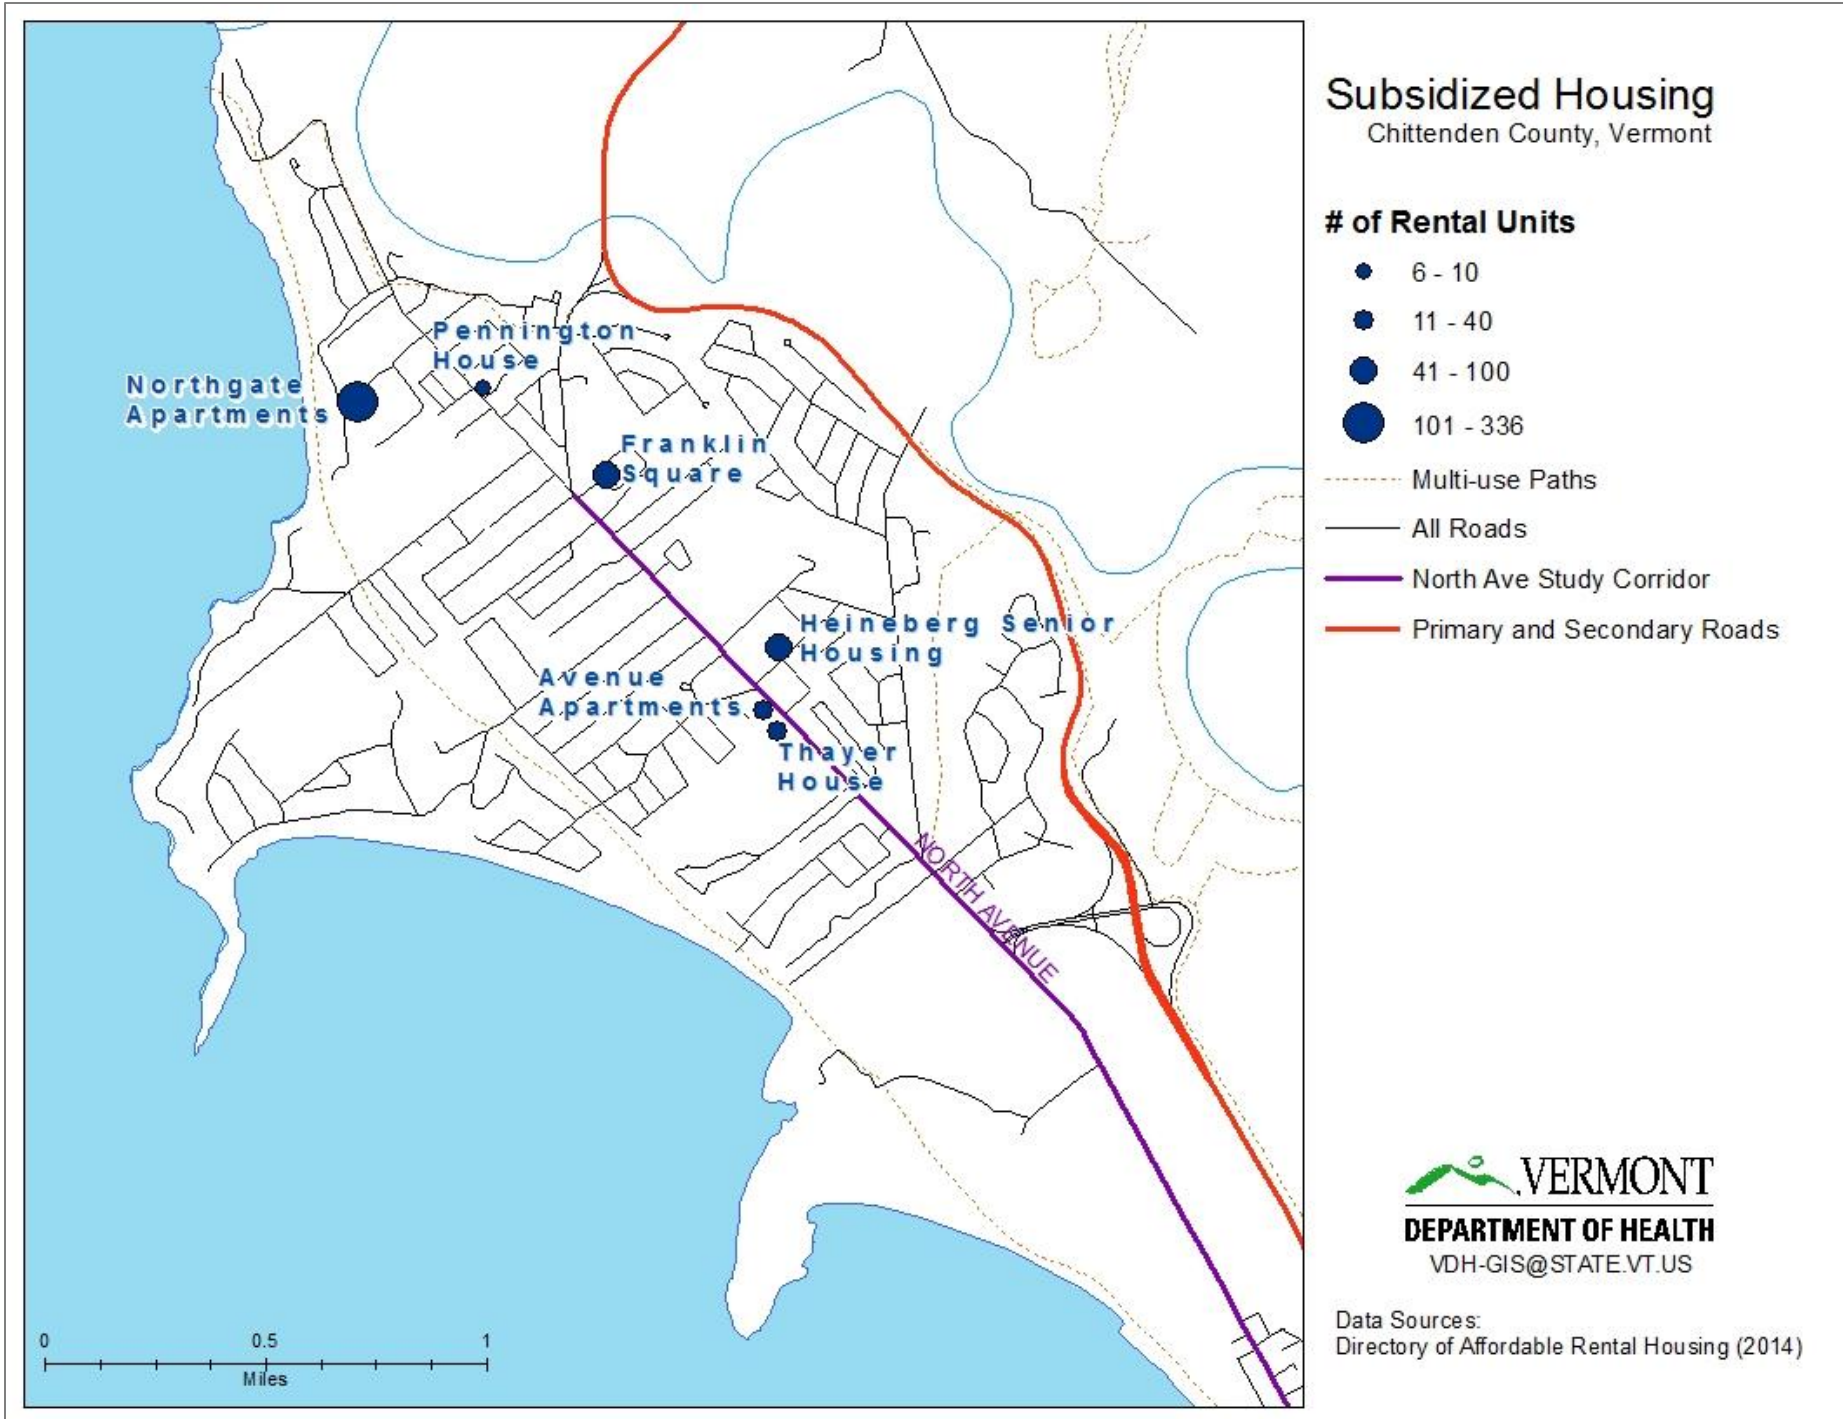 Subsidized Housing
Chittenden County, Vermont
# of Rental Units
6 - 10
11 - 40
41 - 100
101 - 336
Multi-use Paths
All Roads
North Ave Study Corridor
Primary and Secondary Roads
Pennington
House
Northgate
Apartments
Franklin
Square
Heineberg Senior
Housing
Avenue
Apartments
Thayer
House
NORTH AVENUE
0 0.5 1
Miles
VERMONT
DEPARTMENT OF HEALTH
VDH-GIS@STATE.VT.US
Data Sources:
Directory of Affordable Rental Housing (2014)